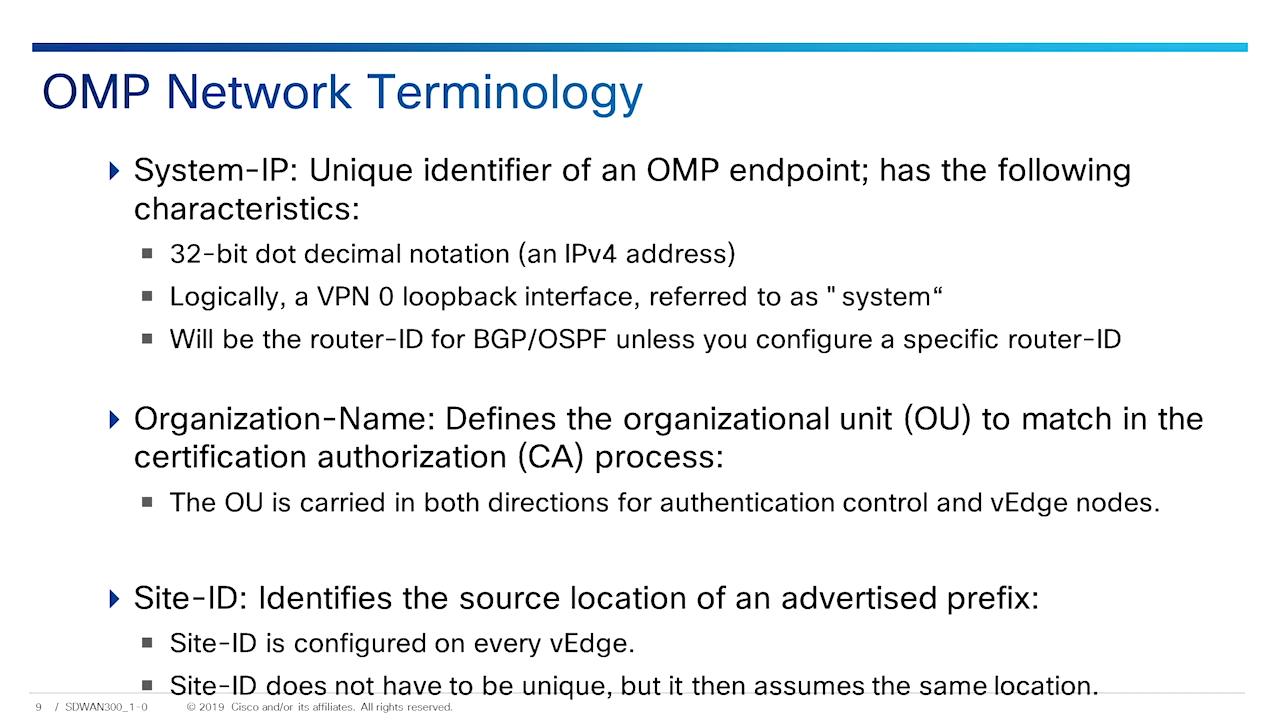 OMP Network Terminology
System-IP: Unique identifier of an OMP endpoint; has the following
characteristics:
32-bit dot decimal notation (an IPv4 address)
Logically, a VPN 0 loopback interface, referred to as " system“
Will be the router-ID for BGP/OSPF unless you configure a specific router-ID
Organization-Name: Defines the organizational unit (OU) to match in the
certification authorization (CA) process:
The OU is carried in both directions for authentication control and vEdge nodes.
Site-ID: Identifies the source location of an advertised prefix:
Site-ID is configured on every vEdge.
Site-ID does not have to be unique, but it then assumes the same location.
9 / SDWAN300_1-0 © 2019 Cisco and/or its affiliates. All rights reserved.